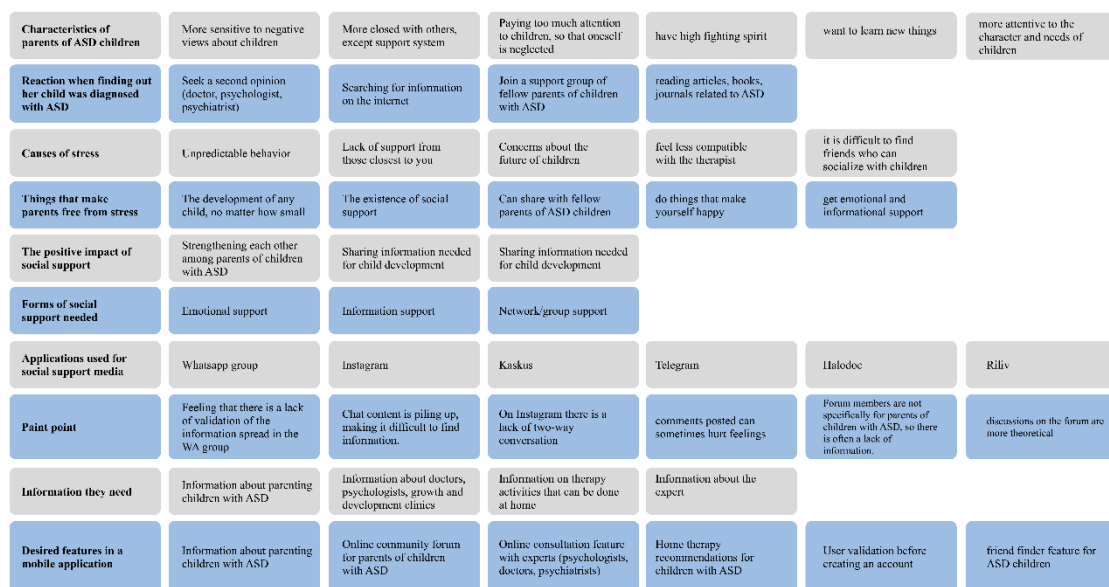 Characteristics of
parents of ASD children
More sensitive to negative
views about children
More closed with others,
except support system
Paying too much attention
to children, so that oneself
is neglected
have high fighting spirit
want to learn new things
more attentive to the
character and needs of
children
Reaction when finding out
her child was diagnosed
with ASD
Seek a second opinion
(doctor, psychologist,
psychiatrist)
Searching for information
on the internet
Join a support group of
fellow parents of children
with ASD
reading articles, books,
journals related to ASD
Causes of stress
Unpredictable behavior
Lack of support from
those closest to you
Concerns about the
future of children
feel less compatible
with the therapist
it is difficult to find
friends who can
socialize with children
Things that make
parents free from stress
The development of any
child, no matter how small
The existence of social
support
Can share with fellow
parents of ASD children
do things that make
yourself happy
get emotional and
informational support
The positive impact of
social support
Strengthening each other
among parents of children
with ASD
Sharing information needed
for child development
Sharing information needed
for child development
Forms of social
support needed
Emotional support
Information support
Network/group support
Applications used for
social support media
Whatsapp group
Instagram
Kaskus
Telegram
Halodoc
Riliv
Paint point
Feeling that there is a lack
of validation of the
information spread in the
WA group
Chat content is piling up,
making it difficult to find
information.
On Instagram there is a
lack of two-way
conversation
comments posted can
sometimes hurt feelings
Forum members are not
specifically for parents of
children with ASD, so there
is often a lack of
information.
discussions on the forum are
more theoretical
Information they need
Information about parenting
children with ASD
Information about doctors,
psychologists, growth and
development clinics
Information on therapy
activities that can be done
at home
Information about the
expert
Desired features in a
mobile application
Information about parenting
children with ASD
Online community forum
for parents of children
with ASD
Online consultation feature
with experts (psychologists,
doctors, psychiatrists)
Home therapy
recommendations for
children with ASD
User validation before
creating an account
friend finder feature for
ASD children